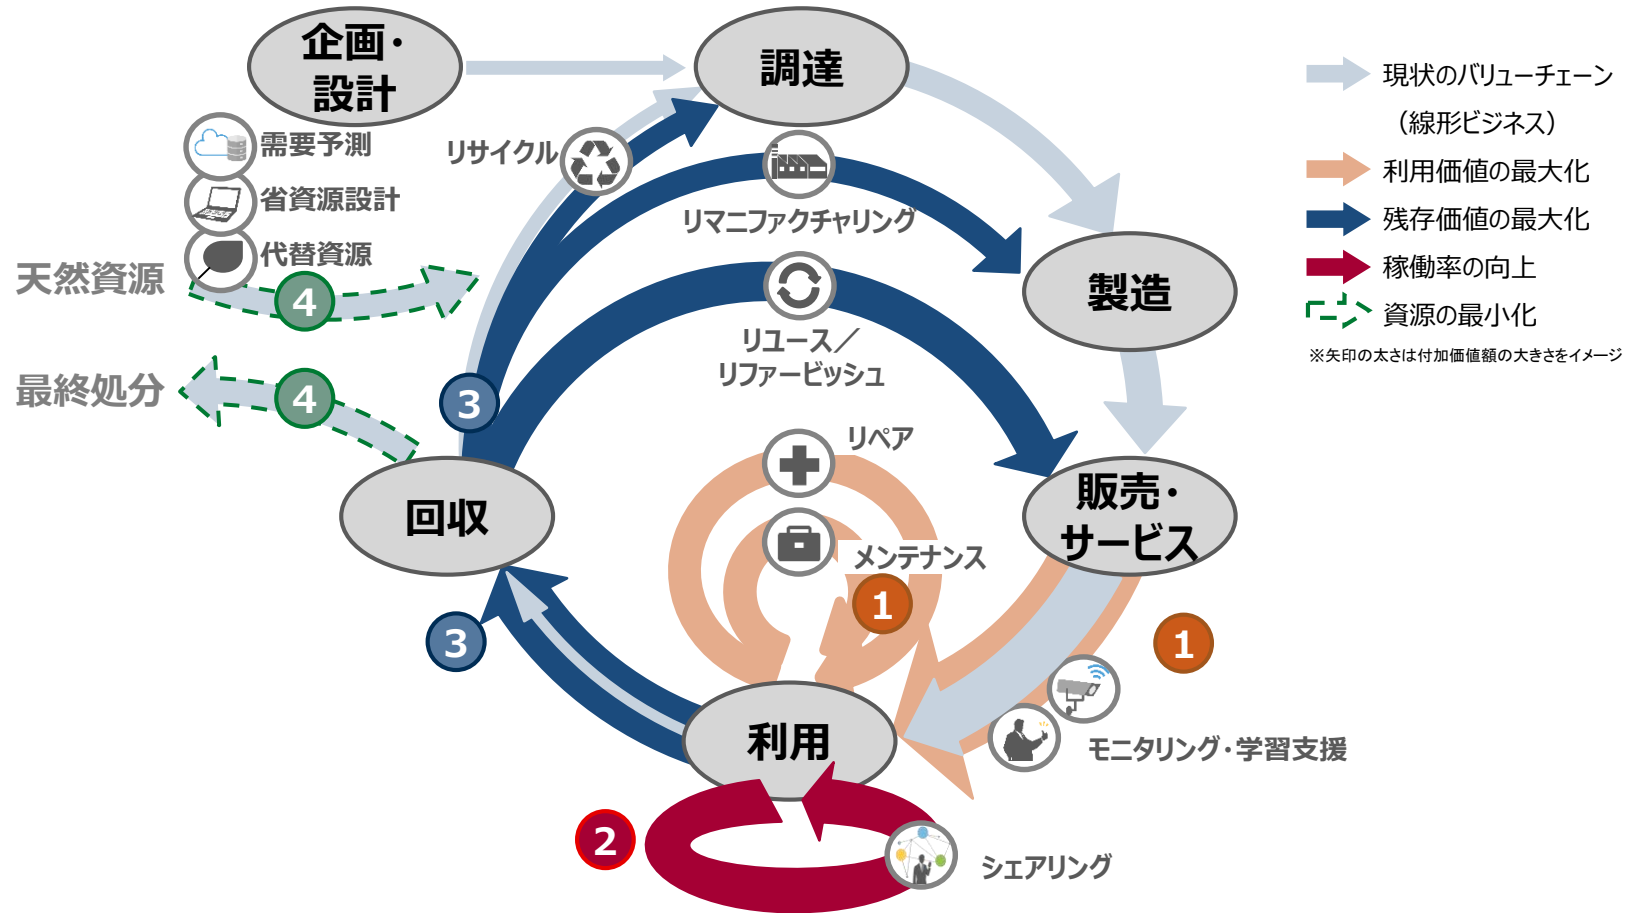 企画・
設計
調達
需要予測
省資源設計
代替資源
リサイクル
リマニファクチャリング
天然資源
4
製造
リユース／
リファービッシュ
最終処分
4
3
リペア
メンテナンス
1
回収
販売・
サービス
3
1
利用
モニタリング・学習支援
2
シェアリング
現状のバリューチェーン
（線形ビジネス）
利用価値の最大化
残存価値の最大化
稼働率の向上
資源の最小化
※矢印の太さは付加価値額の大きさをイメージ